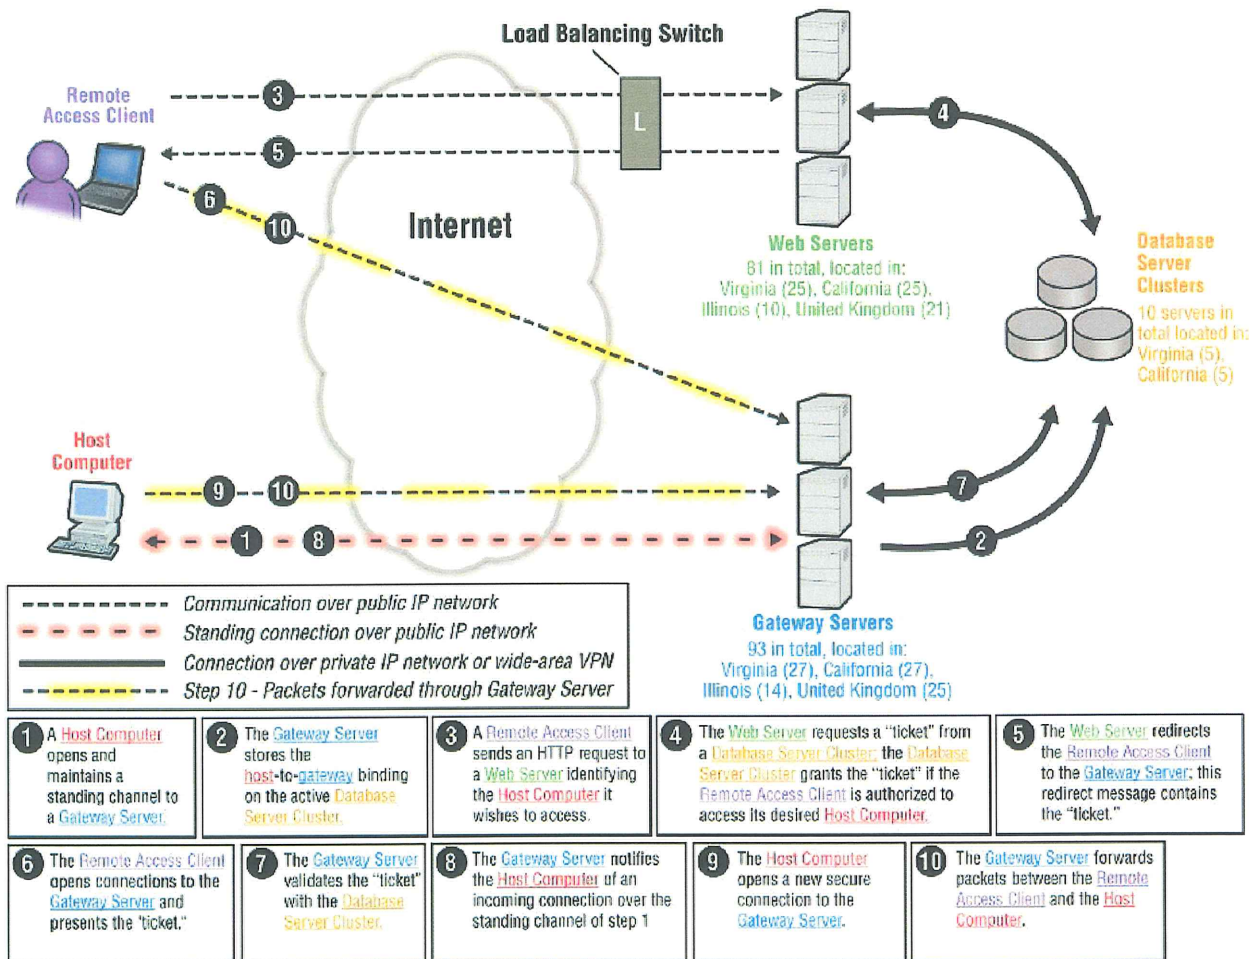 Load Balancing Switch
Remote
Access Client
3
L
4
5
6
10
Internet
Web Servers
81 in total, located in:
Virginia (25), California (25),
Illinois (10), United Kingdom (21)
Database
Server
Clusters
10 servers in
total located in:
Virginia (5),
California (5)
Host
Computer
9
10
7
1
8
2
Gateway Servers
93 in total, located in:
Virginia (27), California (27),
Illinois (14), United Kingdom (25)
Communication over public IP network
Standing connection over public IP network
Connection over private IP network or wide-area VPN
Step 10 - Packets forwarded through Gateway Server
1 A Host Computer
opens and
maintains a
standing channel to
a Gateway Server.
2 The Gateway Server
stores the
host-to-gateway binding
on the active Database
Server Cluster.
3 A Remote Access Client
sends an HTTP request to
a Web Server identifying
the Host Computer it
wishes to access.
4 The Web Server requests a "ticket" from
a Database Server Cluster; the Database
Server Cluster grants the "ticket" if the
Remote Access Client is authorized to
access its desired Host Computer.
5 The Web Server redirects
the Remote Access Client
to the Gateway Server; this
redirect message contains
the "ticket."
6 The Remote Access Client
opens connections to the
Gateway Server and
presents the "ticket."
7 The Gateway Server
validates the "ticket"
with the Database
Server Cluster.
8 The Gateway Server notifies
the Host Computer of an
incoming connection over the
standing channel of step 1
9 The Host Computer
opens a new secure
connection to the
Gateway Server.
10 The Gateway Server forwards
packets between the Remote
Access Client and the Host
Computer.